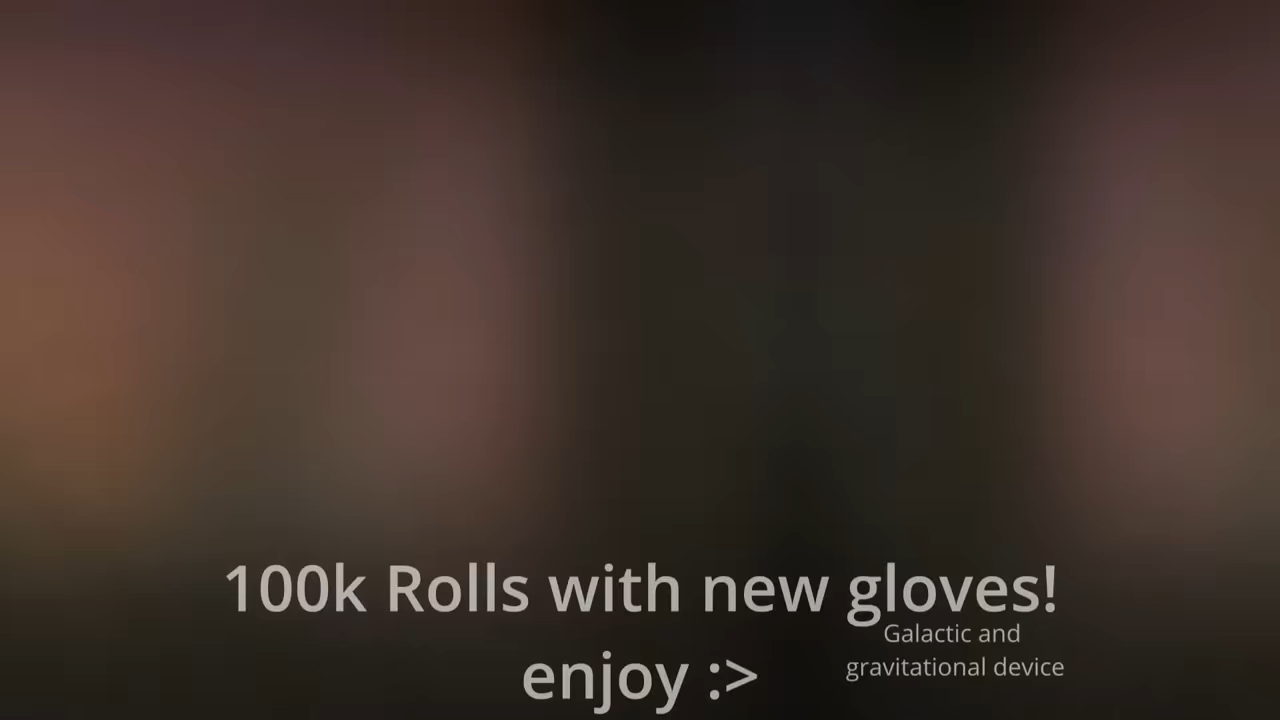 100k Rolls with new gloves!
enjoy :>
Galactic and
gravitational device